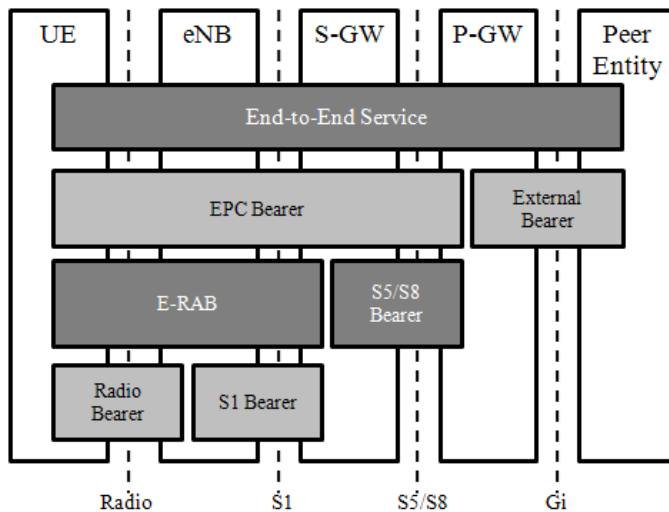 UE eNB S-GW P-GW Peer
Entity
End-to-End Service
EPC Bearer
External
Bearer
E-RAB
S5/S8
Bearer
Radio
Bearer
S1 Bearer
Radio S1 S5/S8 Gi